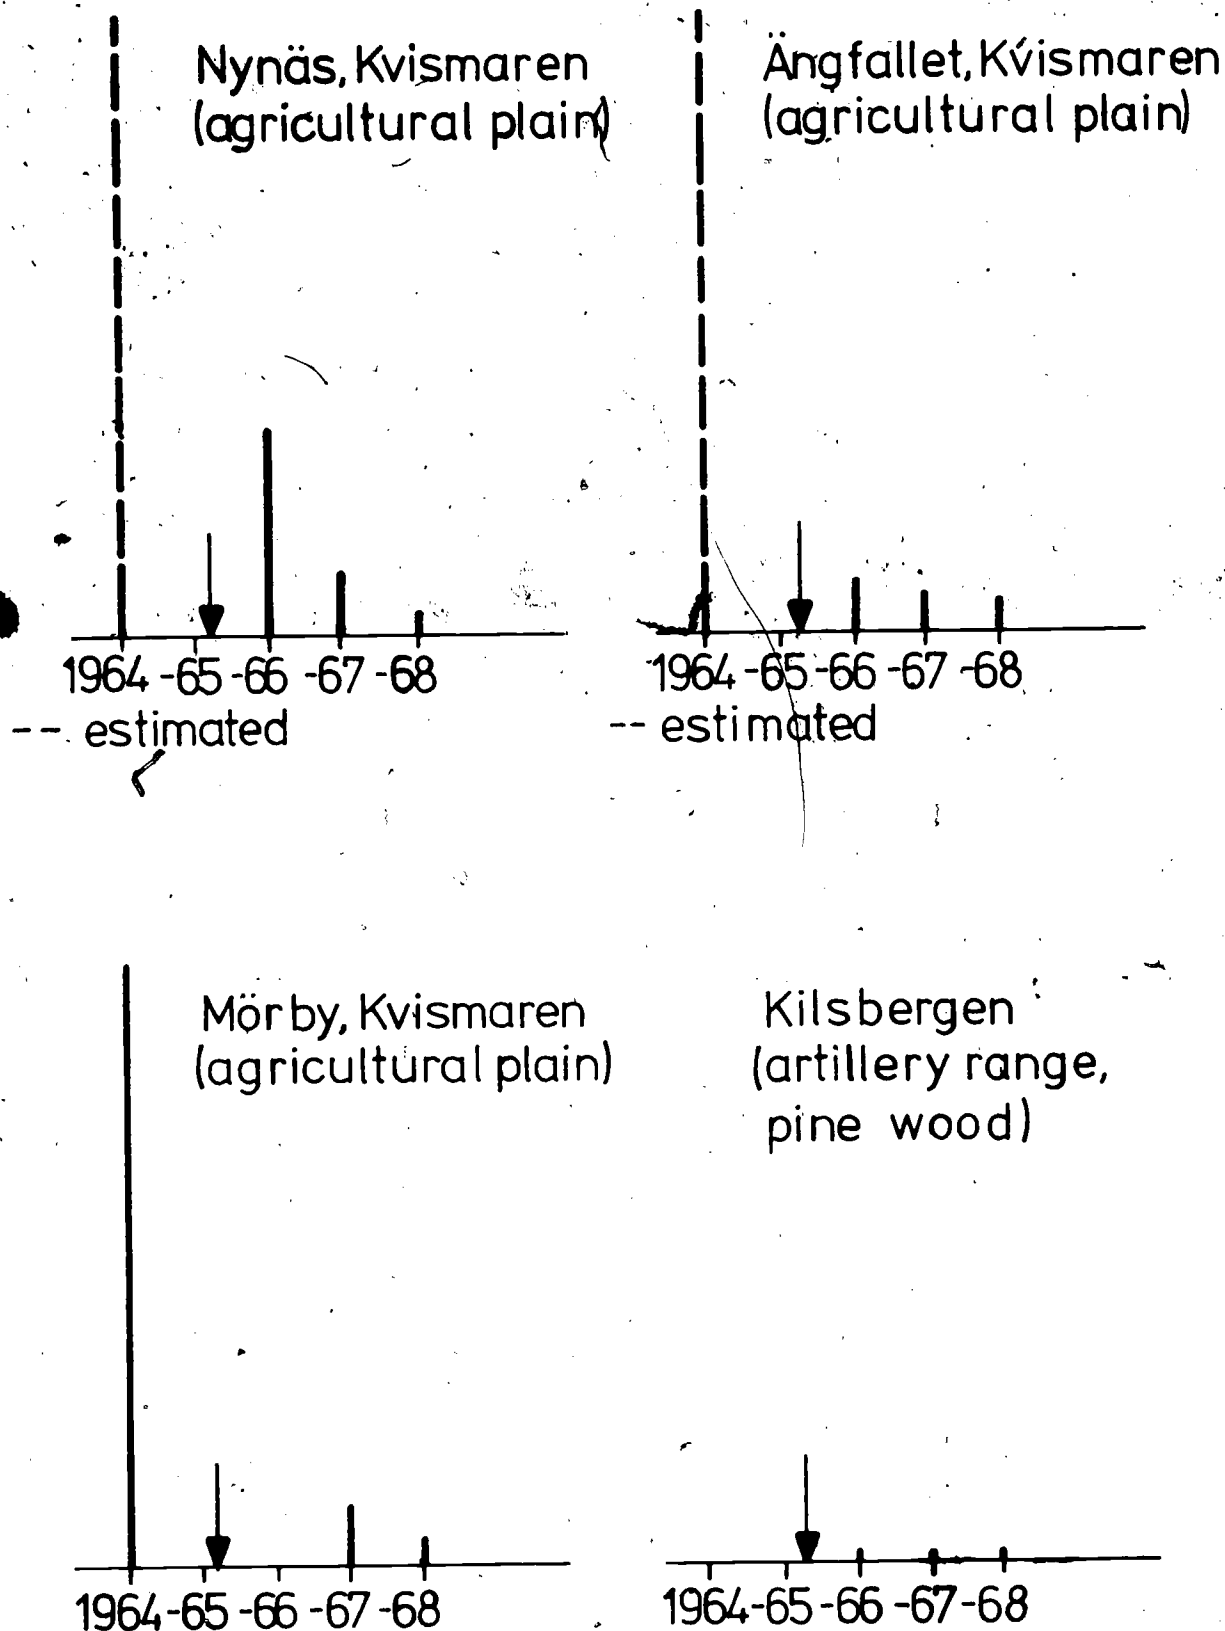 Nynäs, Kvismaren
(agricultural plain)
1964 -65 -66 -67 -68
-- estimated
Ängfallet, Kvismaren
(agricultural plain)
1964 -65 -66 -67 -68
-- estimated
Mörby, Kvismaren
(agricultural plain)
1964 -65 -66 -67 -68
Kilsbergen
(artillery range,
pine wood)
1964 -65 -66 -67 -68